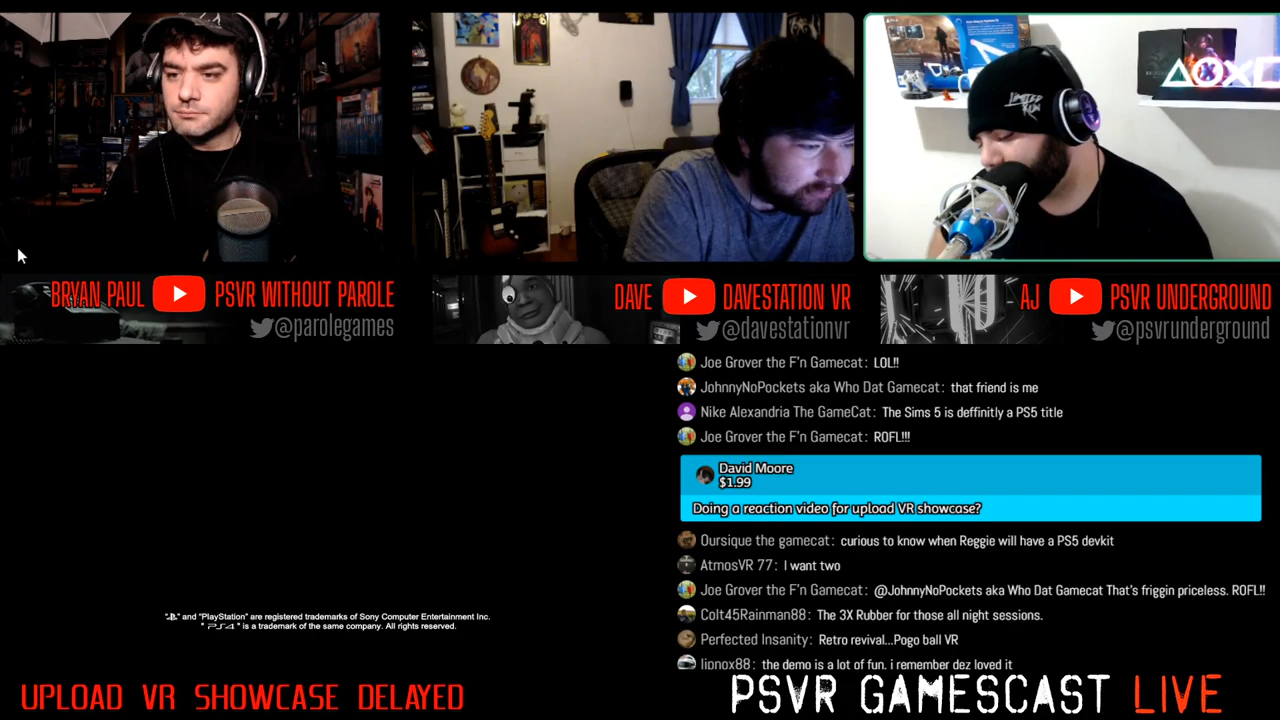 LIMITED
RUN
BRYAN PAUL PSVR WITHOUT PAROLE
@parolegames
DAVE DAVESTATION VR
@davestationvr
AJ PSVR UNDERGROUND
@psvrunderground
Joe Grover the F'n Gamecat: LOL!!
JohnnyNoPockets aka Who Dat Gamecat: that friend is me
Nike Alexandria The GameCat: The Sims 5 is deffinitly a PS5 title
Joe Grover the F'n Gamecat: ROFL!!!
David Moore
$1.99
Doing a reaction video for upload VR showcase?
Oursique the gamecat: curious to know when Reggie will have a PS5 devkit
AtmosVR 77: I want two
Joe Grover the F'n Gamecat: @JohnnyNoPockets aka Who Dat Gamecat That's friggin priceless. ROFL!!
Colt45Rainman88: The 3X Rubber for those all night sessions.
Perfected Insanity: Retro revival...Pogo ball VR
lionox88: the demo is a lot of fun. i remember dez loved it
" " and "PlayStation" are registered trademarks of Sony Computer Entertainment Inc.
" PS4 " is a trademark of the same company. All rights reserved.
UPLOAD VR SHOWCASE DELAYED
PSVR GAMESCAST LIVE